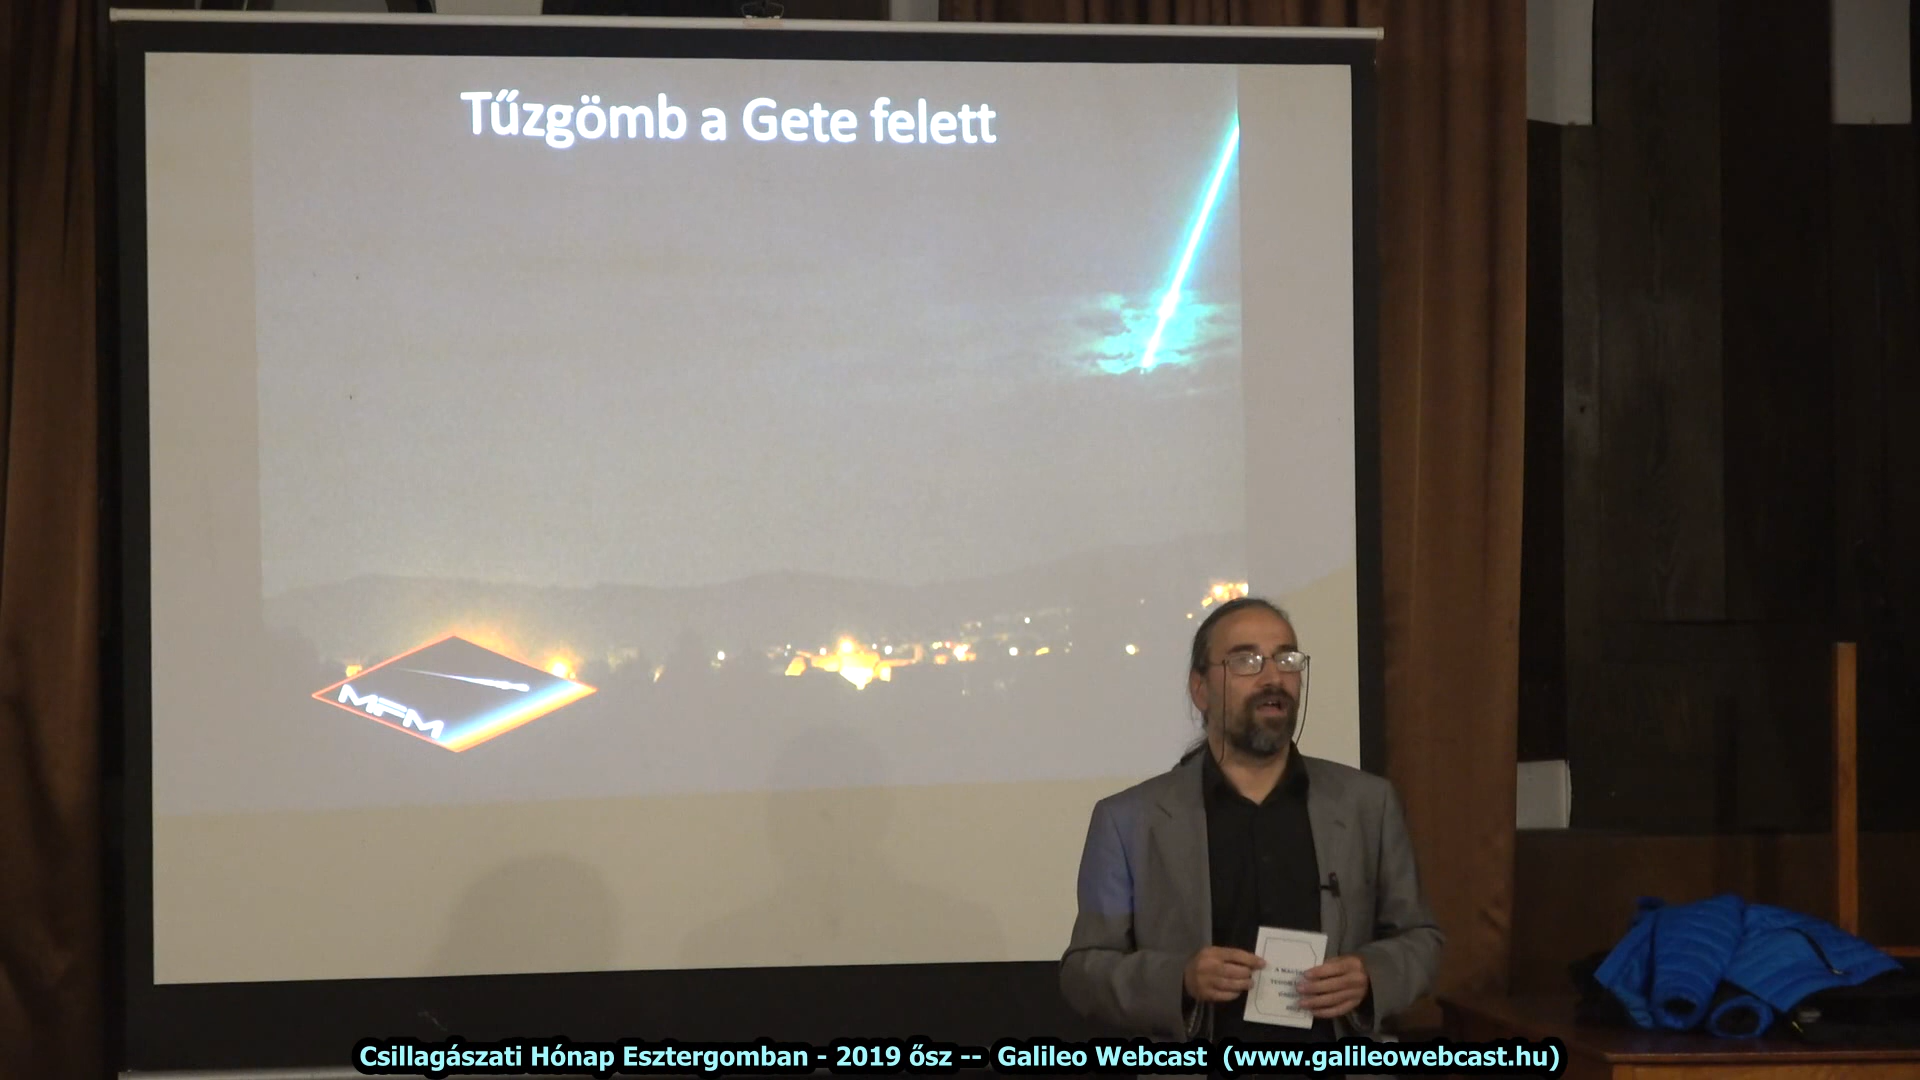 Tűzgömb a Gete felett
MFM
Csillagászati Hónap Esztergomban - 2019 ősz -- Galileo Webcast (www.galileowebcast.hu)